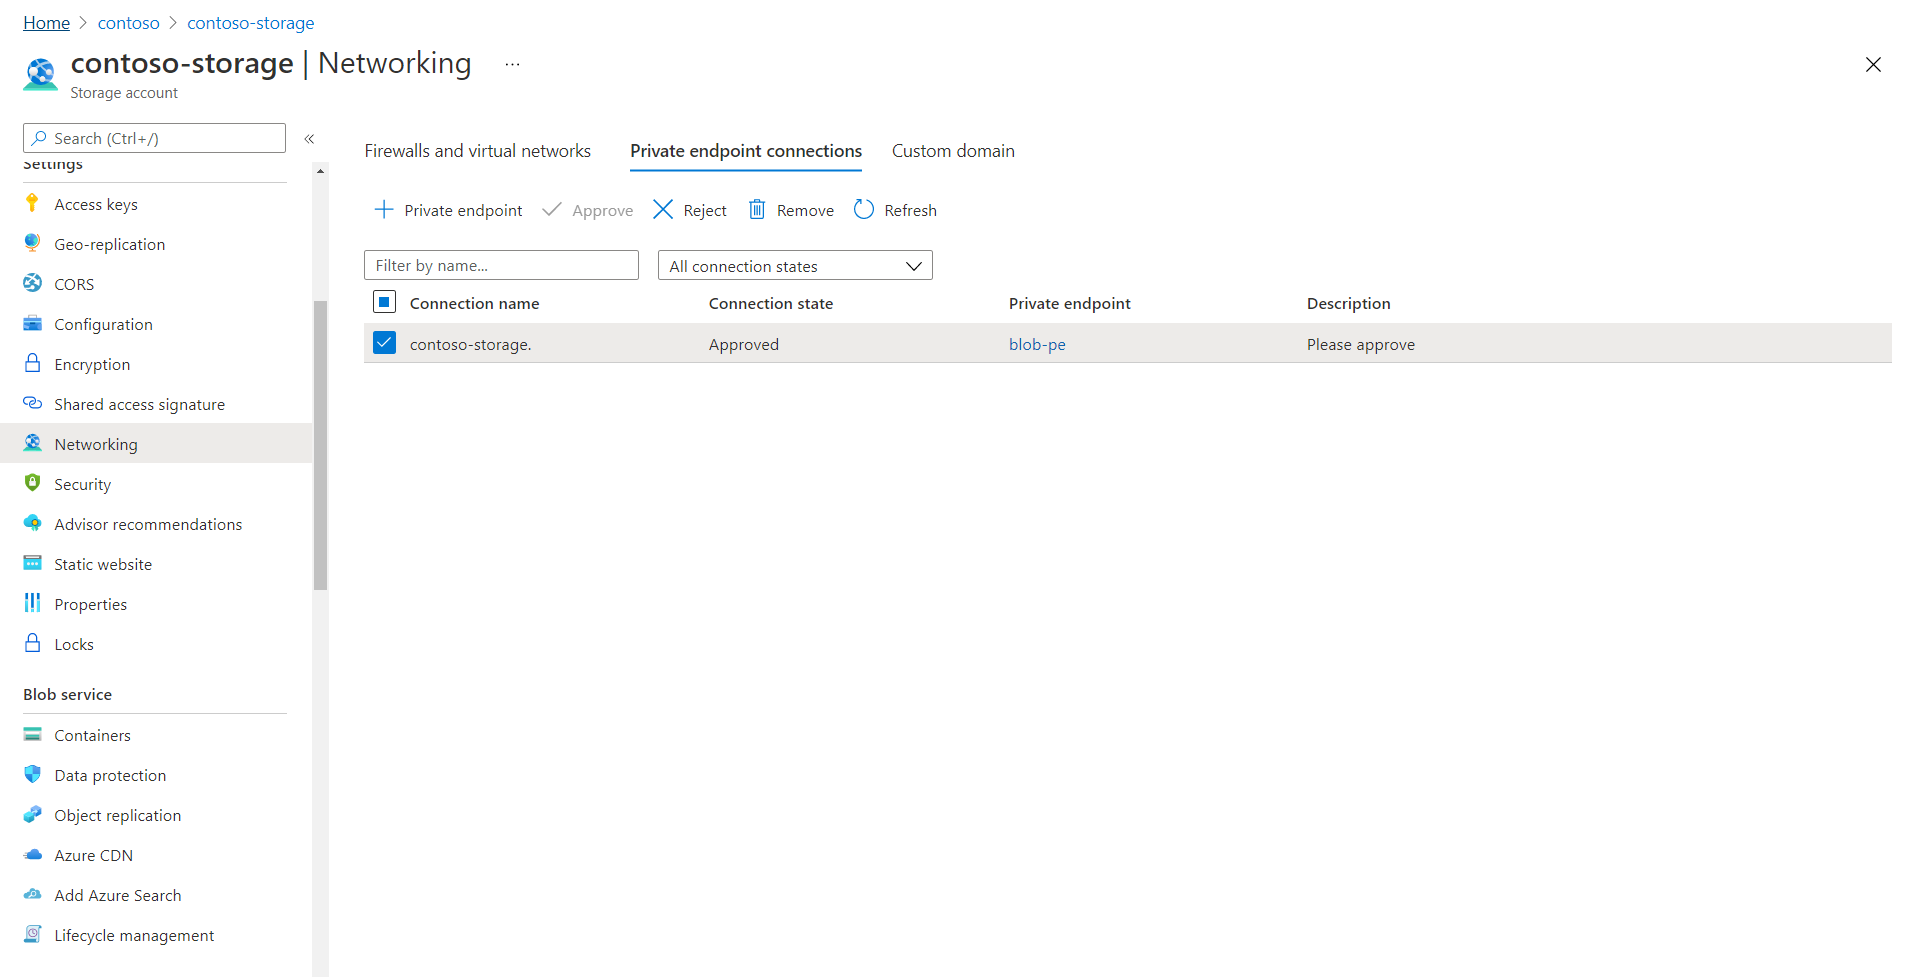 Home > contoso > contoso-storage
contoso-storage | Networking ...
Storage account
Search (Ctrl+/) «
Settings
Access keys
Geo-replication
CORS
Configuration
Encryption
Shared access signature
Networking
Security
Advisor recommendations
Static website
Properties
Locks
Blob service
Containers
Data protection
Object replication
Azure CDN
Add Azure Search
Lifecycle management
Firewalls and virtual networks Private endpoint connections Custom domain
Private endpoint Approve Reject Remove Refresh
Filter by name... All connection states
Connection name Connection state Private endpoint Description
contoso-storage. Approved blob-pe Please approve